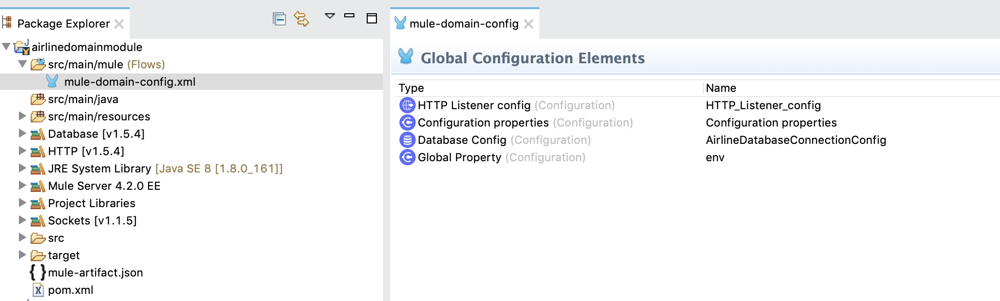 Package Explorer
airlinedomainmodule
src/main/mule (Flows)
mule-domain-config.xml
src/main/java
src/main/resources
Database [v1.5.4]
HTTP [v1.5.4]
JRE System Library [Java SE 8 [1.8.0_161]]
Mule Server 4.2.0 EE
Project Libraries
Sockets [v1.1.5]
src
target
mule-artifact.json
pom.xml
mule-domain-config
Global Configuration Elements
Type Name
HTTP Listener config (Configuration) HTTP_Listener_config
Configuration properties (Configuration) Configuration properties
Database Config (Configuration) AirlineDatabaseConnectionConfig
Global Property (Configuration) env